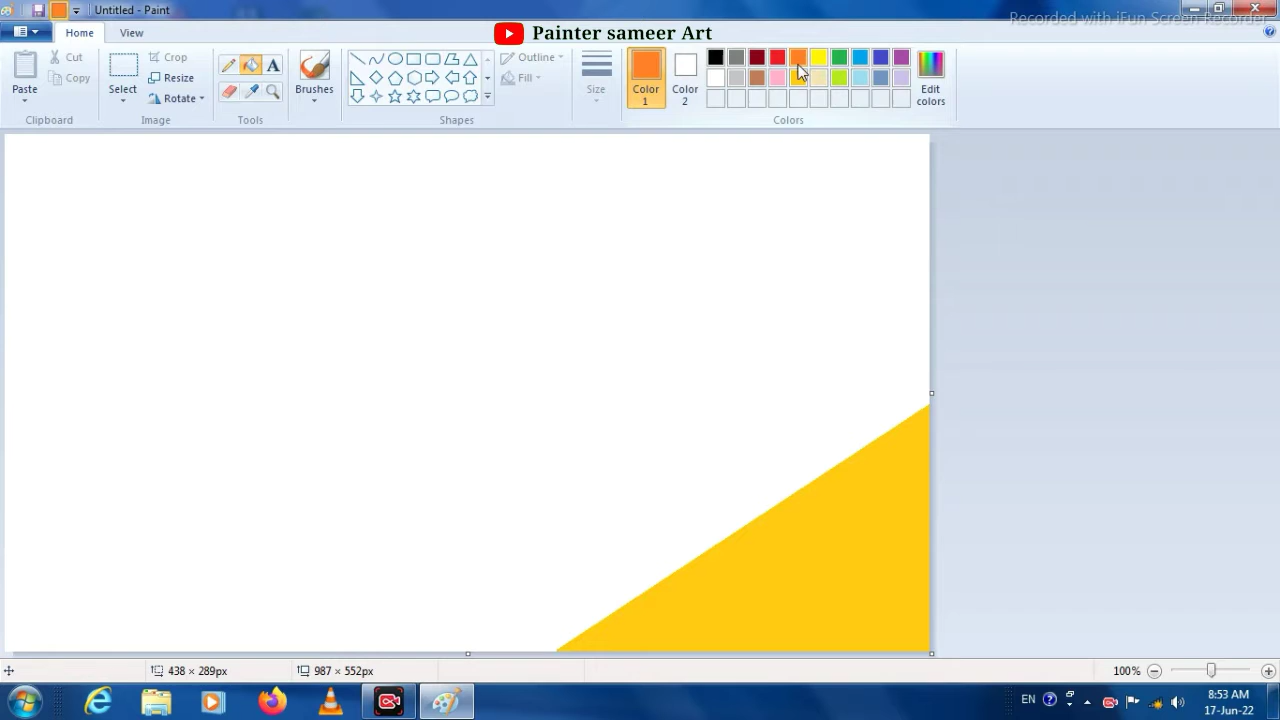 Untitled - Paint
Recorded with iFun Screen Recorder
Painter sameer Art
Home
View
Paste
Cut
Copy
Clipboard
Select
Crop
Resize
Rotate
Image
A
Tools
Brushes
Shapes
Outline
Fill
Size
Color
1
Color
2
Colors
Edit
colors
438 × 289px
987 × 552px
100%
EN
8:53 AM
17-Jun-22